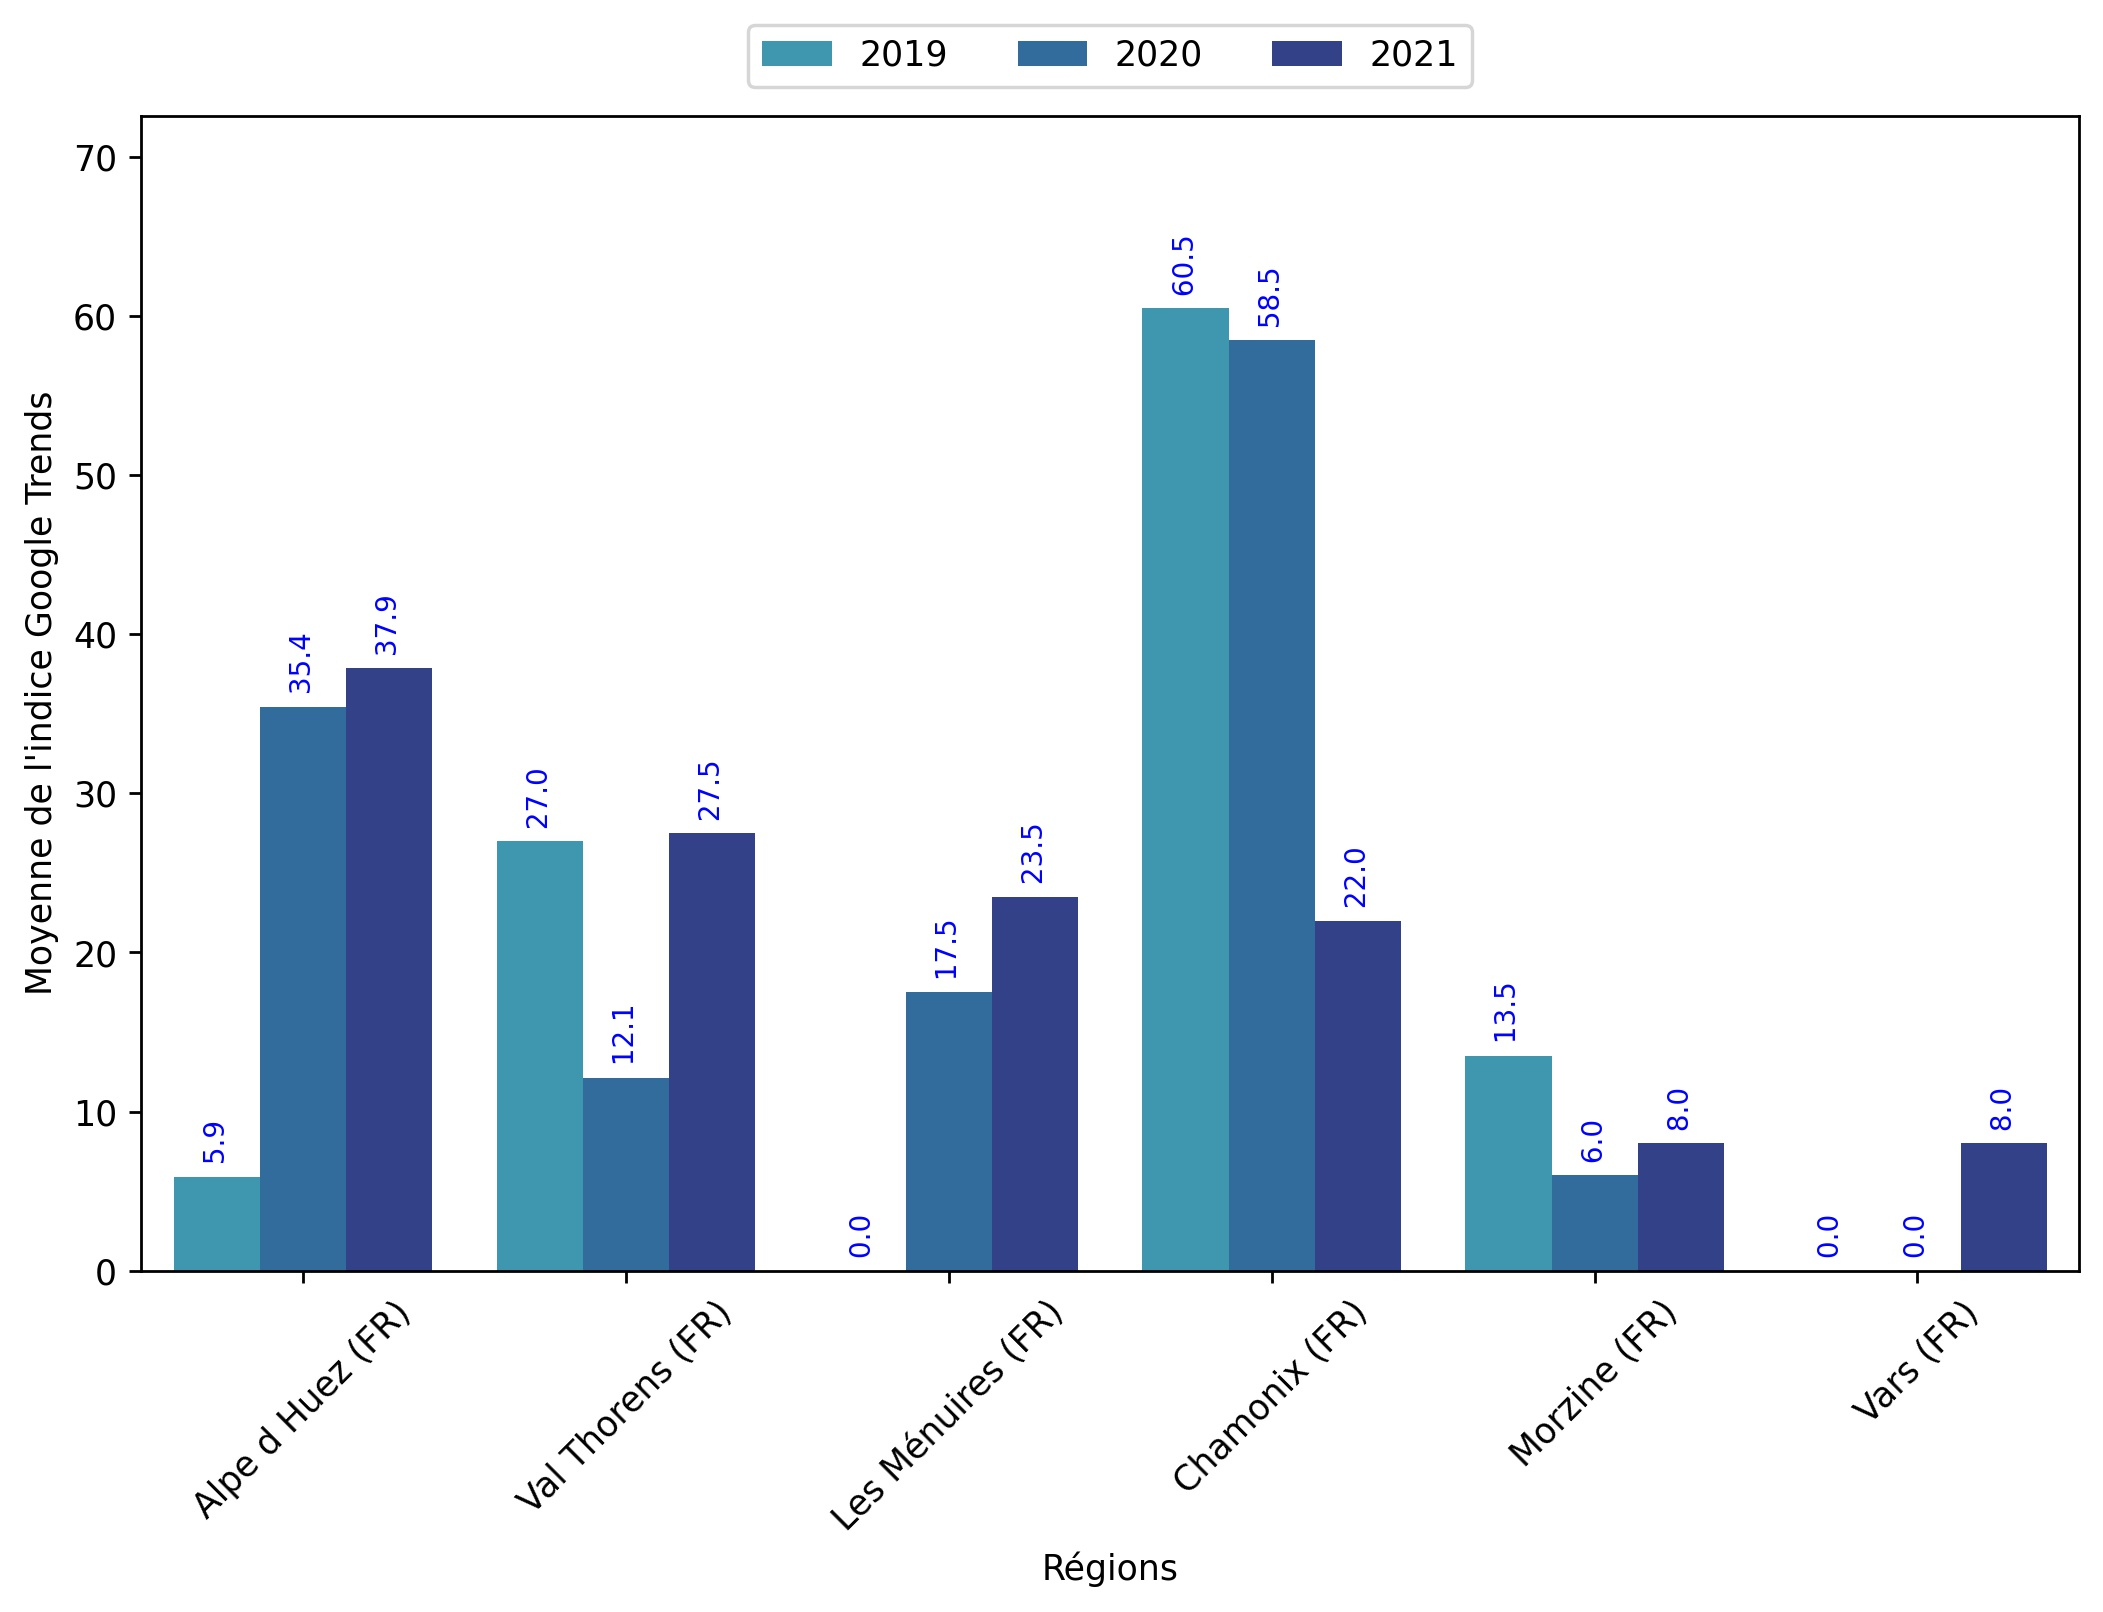 2019 2020 2021
Moyenne de l'indice Google Trends
70
60
50
40
30
20
10
0
5.9
35.4
37.9
27.0
12.1
27.5
0.0
17.5
23.5
60.5
58.5
22.0
13.5
6.0
8.0
0.0
0.0
8.0
Alpe d Huez (FR)
Val Thorens (FR)
Les Ménuires (FR)
Chamonix (FR)
Morzine (FR)
Vars (FR)
Régions